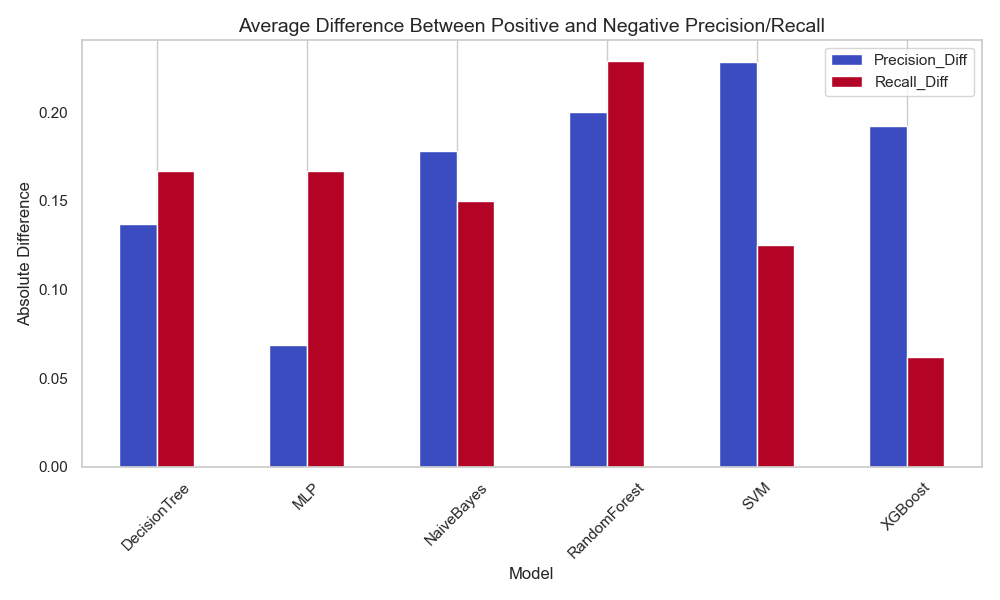 Average Difference Between Positive and Negative Precision/Recall
Precision_Diff
Recall_Diff
Absolute Difference
0.20
0.15
0.10
0.05
0.00
DecisionTree
MLP
NaiveBayes
RandomForest
SVM
XGBoost
Model